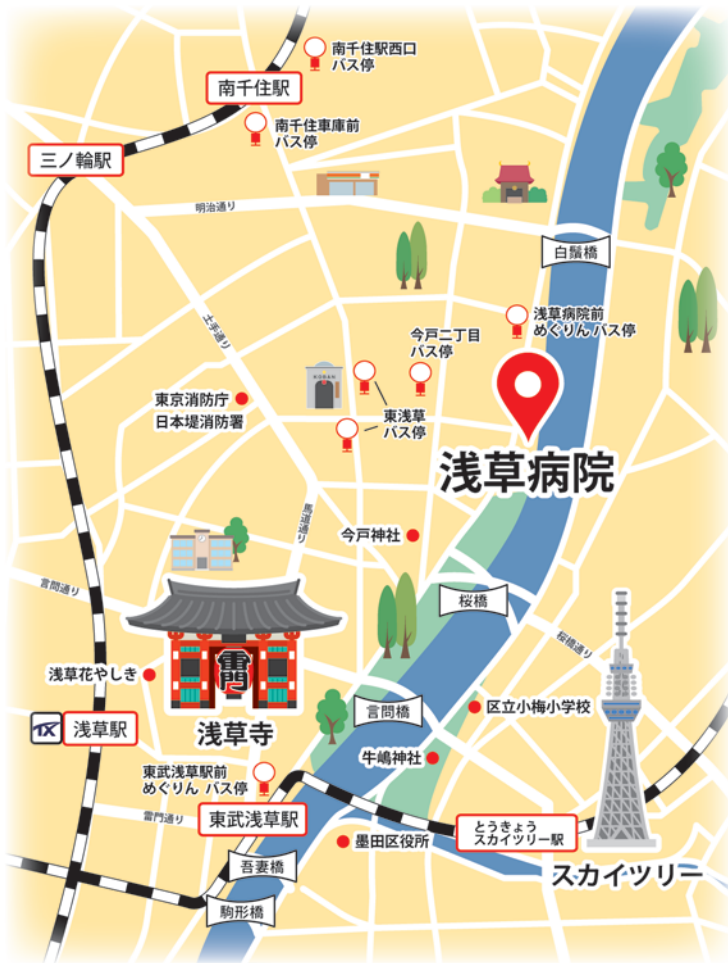 南千住駅西口
バス停
南千住駅
南千住車庫前
バス停
三ノ輪駅
明治通り
白鬚橋
土手通り
浅草病院前
めぐりん バス停
今戸二丁目
バス停
KOBAN
東京消防庁
日本堤消防署
東浅草
バス停
浅草病院
馬道通り
今戸神社
言問通り
桜橋
桜橋通り
雷門
浅草花やしき
浅草寺
言問橋
区立小梅小学校
TX
浅草駅
牛嶋神社
東武浅草駅前
めぐりん バス停
雷門通り
東武浅草駅
とうきょう
スカイツリー駅
墨田区役所
吾妻橋
スカイツリー
駒形橋